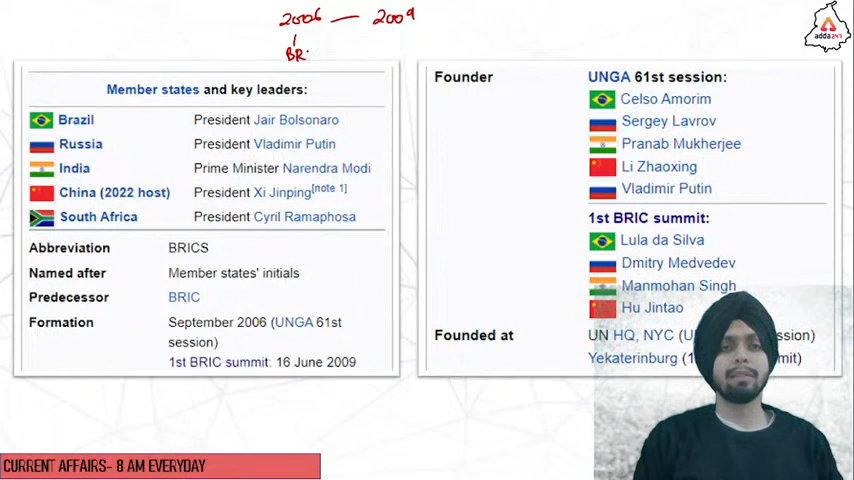 2006 — 2009
BR.
adda247
Member states and key leaders:
Brazil President Jair Bolsonaro
Russia President Vladimir Putin
India Prime Minister Narendra Modi
China (2022 host) President Xi Jinping[note 1]
South Africa President Cyril Ramaphosa
Abbreviation BRICS
Named after Member states' initials
Predecessor BRIC
Formation September 2006 (UNGA 61st
session)
1st BRIC summit: 16 June 2009
Founder UNGA 61st session:
Celso Amorim
Sergey Lavrov
Pranab Mukherjee
Li Zhaoxing
Vladimir Putin
1st BRIC summit:
Lula da Silva
Dmitry Medvedev
Manmohan Singh
Hu Jintao
Founded at UN HQ, NYC (U ssion)
Yekaterinburg (1 mit)
CURRENT AFFAIRS- 8 AM EVERYDAY